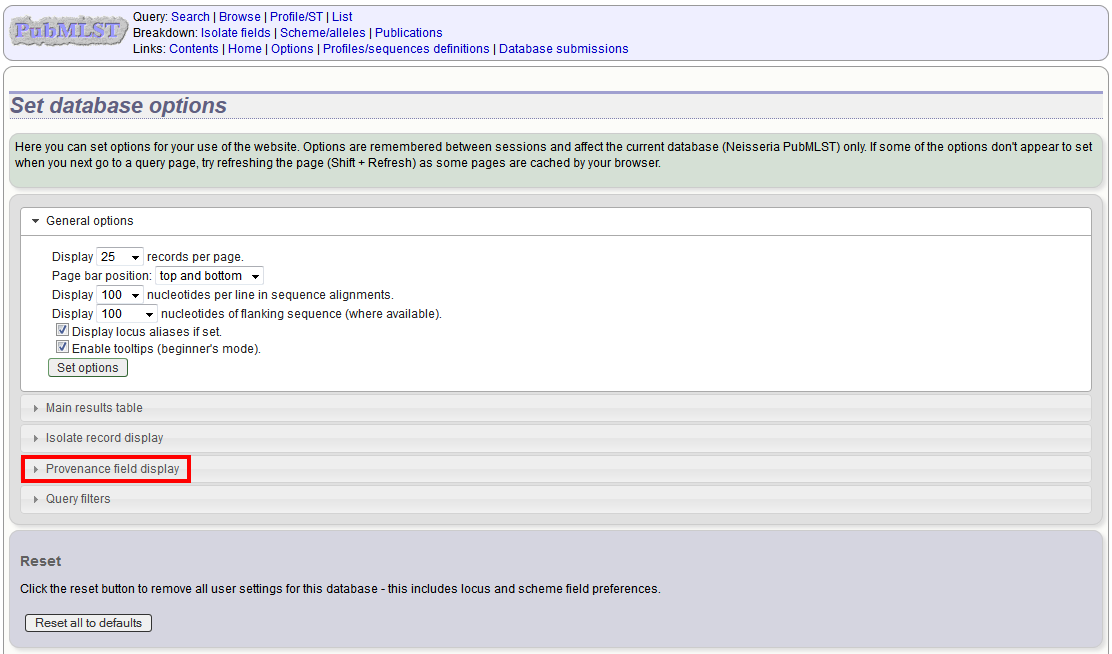 PubMLST
Query: Search | Browse | Profile/ST | List
Breakdown: Isolate fields | Scheme/alleles | Publications
Links: Contents | Home | Options | Profiles/sequences definitions | Database submissions
Set database options
Here you can set options for your use of the website. Options are remembered between sessions and affect the current database (Neisseria PubMLST) only. If some of the options don't appear to set
when you next go to a query page, try refreshing the page (Shift + Refresh) as some pages are cached by your browser.
General options
Display 25 records per page.
Page bar position: top and bottom
Display 100 nucleotides per line in sequence alignments.
Display 100 nucleotides of flanking sequence (where available).
Display locus aliases if set.
Enable tooltips (beginner's mode).
Set options
Main results table
Isolate record display
Provenance field display
Query filters
Reset
Click the reset button to remove all user settings for this database - this includes locus and scheme field preferences.
Reset all to defaults